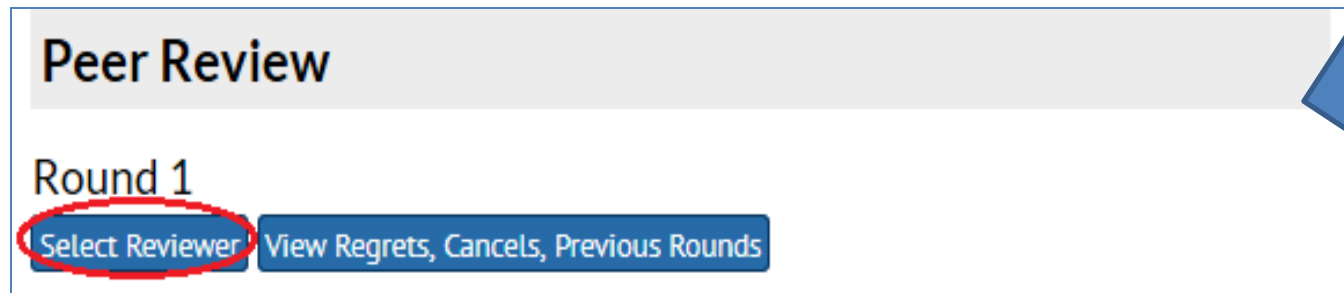 Peer Review
Round 1
Select Reviewer View Regrets, Cancels, Previous Rounds